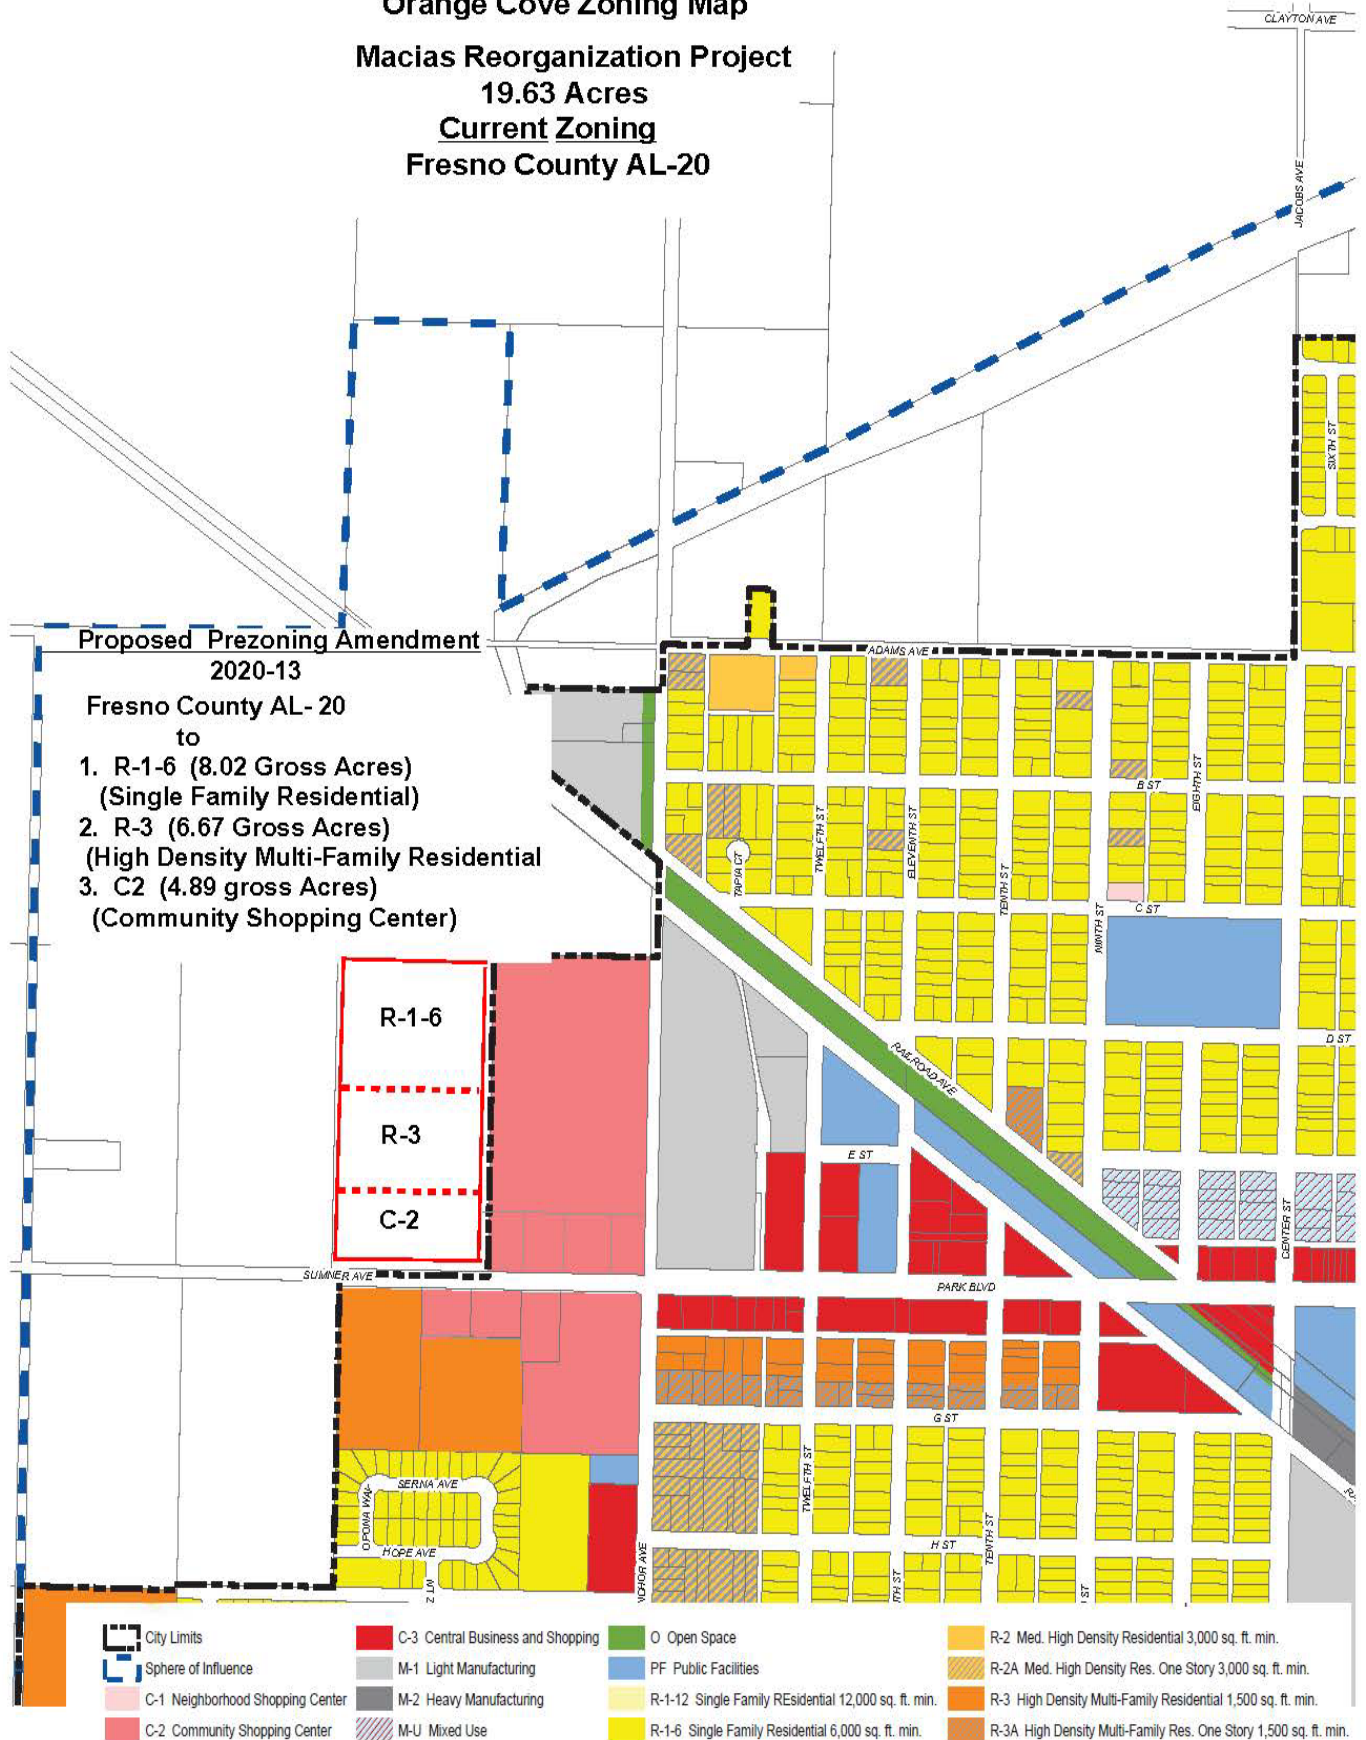 Orange Cove Zoning Map
Macias Reorganization Project
19.63 Acres
Current Zoning
Fresno County AL-20
CLAYTON AVE
JACOBS AVE
SIXTH ST
Proposed Prezoning Amendment
2020-13
Fresno County AL- 20
to
1. R-1-6 (8.02 Gross Acres)
(Single Family Residential)
2. R-3 (6.67 Gross Acres)
(High Density Multi-Family Residential
3. C2 (4.89 gross Acres)
(Community Shopping Center)
ADAMS AVE
B ST
EIGHTH ST
TWELFTH ST
ELEVENTH ST
TAPIA CT
TENTH ST
NINTH ST
C ST
R-1-6
R-3
C-2
D ST
RAILROAD AVE
E ST
CENTER ST
SUMNER AVE
PARK BLVD
G ST
SERNA AVE
TWELFTH ST
HOPE AVE
H ST
TENTH ST
NCHOR AVE
TH ST
ST
City Limits
Sphere of Influence
C-1 Neighborhood Shopping Center
C-2 Community Shopping Center
C-3 Central Business and Shopping
M-1 Light Manufacturing
M-2 Heavy Manufacturing
M-U Mixed Use
O Open Space
PF Public Facilities
R-1-12 Single Family REsidential 12,000 sq. ft. min.
R-1-6 Single Family Residential 6,000 sq. ft. min.
R-2 Med. High Density Residential 3,000 sq. ft. min.
R-2A Med. High Density Res. One Story 3,000 sq. ft. min.
R-3 High Density Multi-Family Residential 1,500 sq. ft. min.
R-3A High Density Multi-Family Res. One Story 1,500 sq. ft. min.